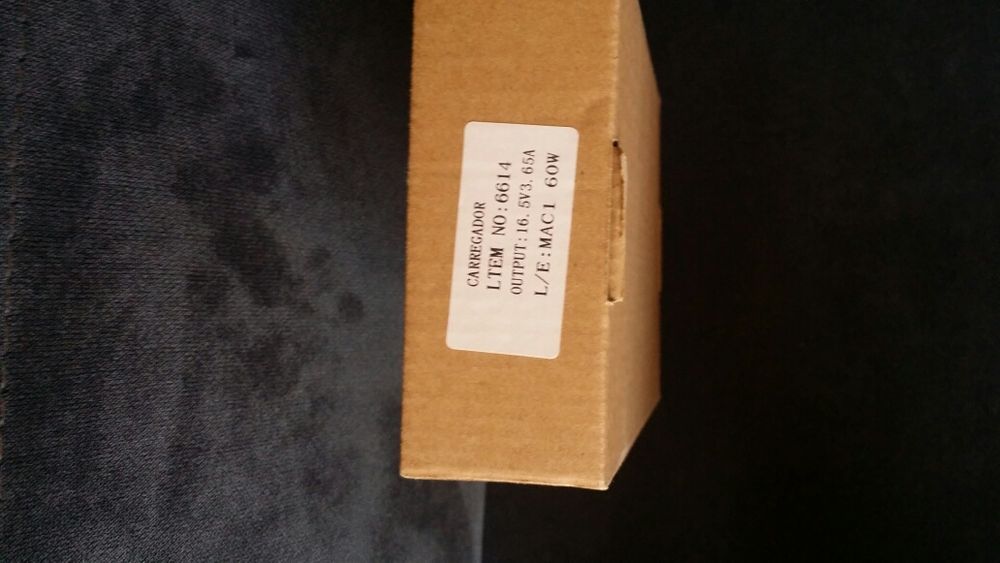 CARREGADOR
LTEM NO:6614
OUTPUT:16.5V3.65A
L/E:MAC1 60W